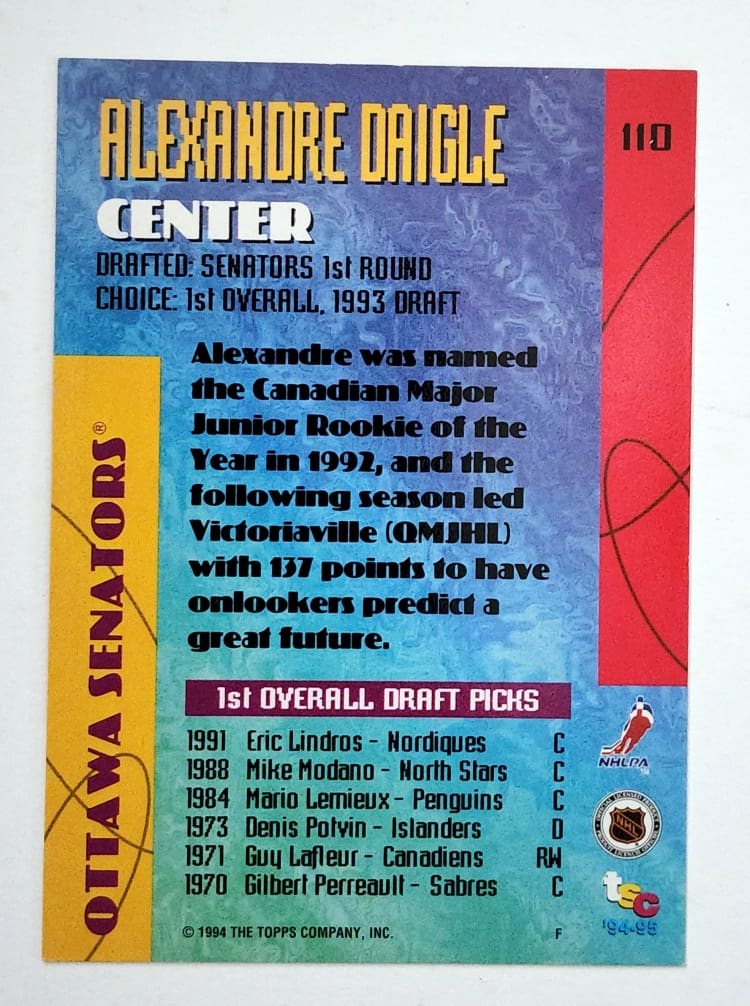 ALEXANDRE DAIGLE
110
CENTER
DRAFTED: SENATORS 1st ROUND
CHOICE: 1st OVERALL, 1993 DRAFT
Alexandre was named
the Canadian Major
Junior Rookie of the
Year in 1992, and the
following season led
Victoriaville (QMJHL)
with 137 points to have
onlookers predict a
great future.
OTTAWA SENATORS®
1st OVERALL DRAFT PICKS
1991 Eric Lindros - Nordiques C
1988 Mike Modano - North Stars C
1984 Mario Lemieux - Penguins C
1973 Denis Potvin - Islanders D
1971 Guy Lafleur - Canadiens RW
1970 Gilbert Perreault - Sabres C
NHLPA
NHL
tsc
'94-95
© 1994 THE TOPPS COMPANY, INC. F